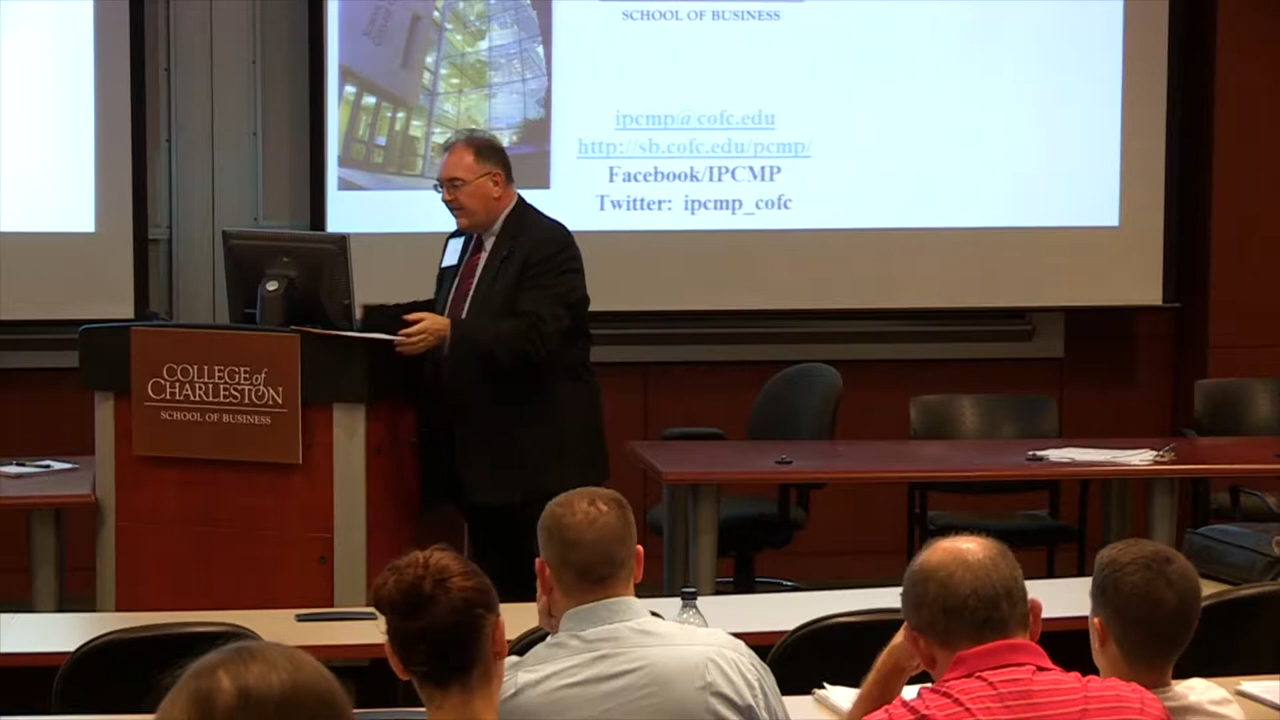 SCHOOL OF BUSINESS
ipcmp@cofc.edu
http://sb.cofc.edu/pcmp/
Facebook/IPCMP
Twitter: ipcmp_cofc
COLLEGE of
CHARLESTON
SCHOOL OF BUSINESS